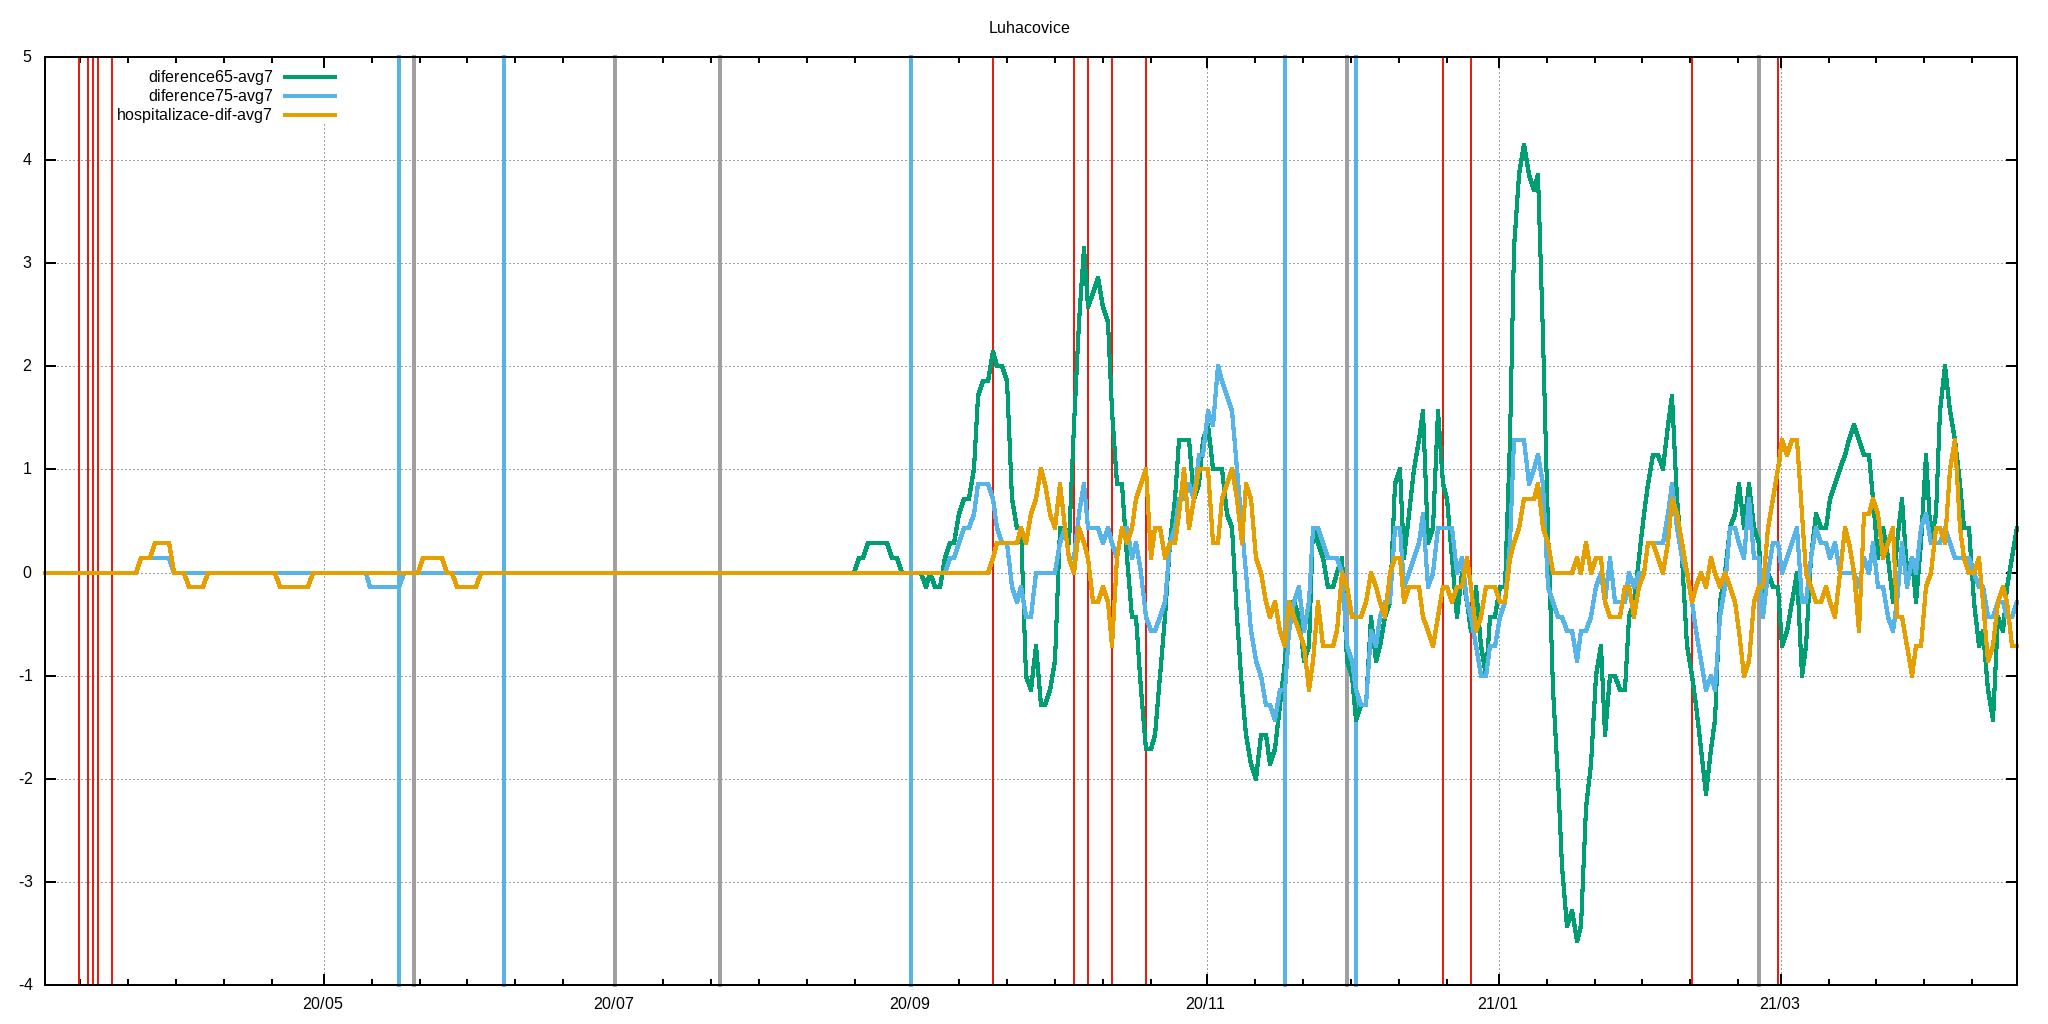 Luhacovice
5
diference65-avg7
diference75-avg7
hospitalizace-dif-avg7
4
3
2
1
0
-1
-2
-3
-4
20/05 20/07 20/09 20/11 21/01 21/03